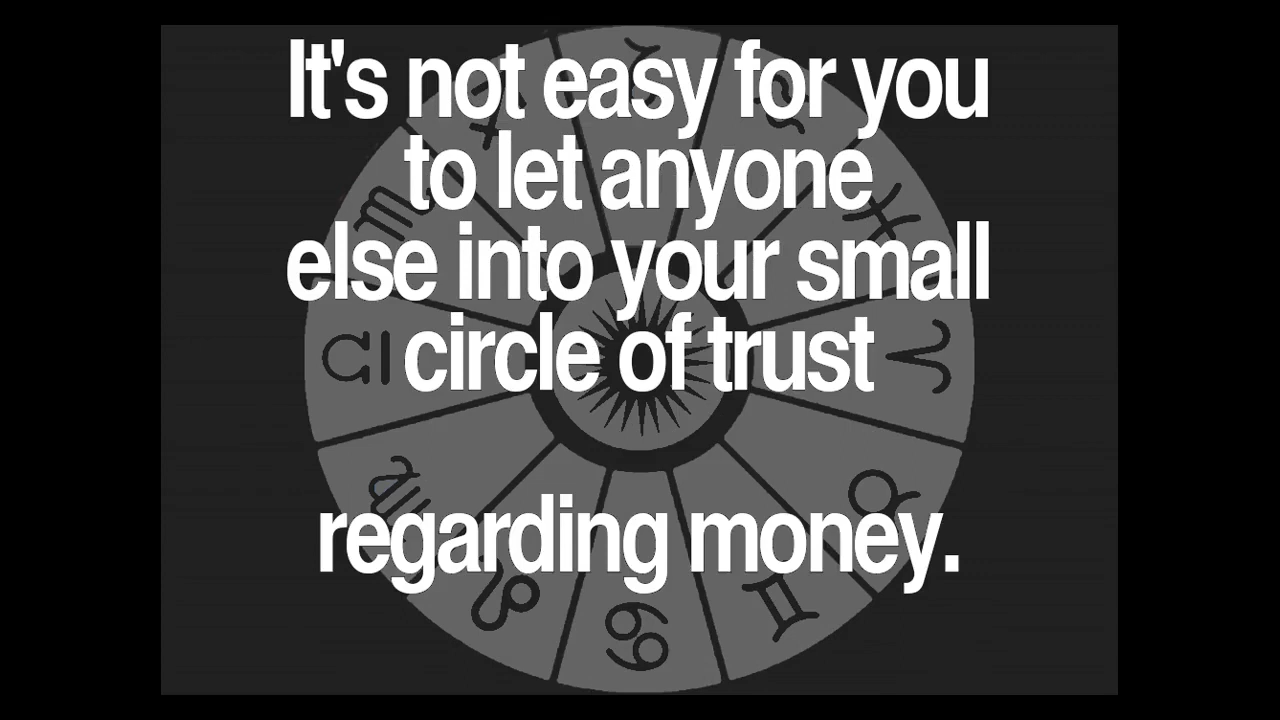 It's not easy for you
to let anyone
else into your small
circle of trust
regarding money.